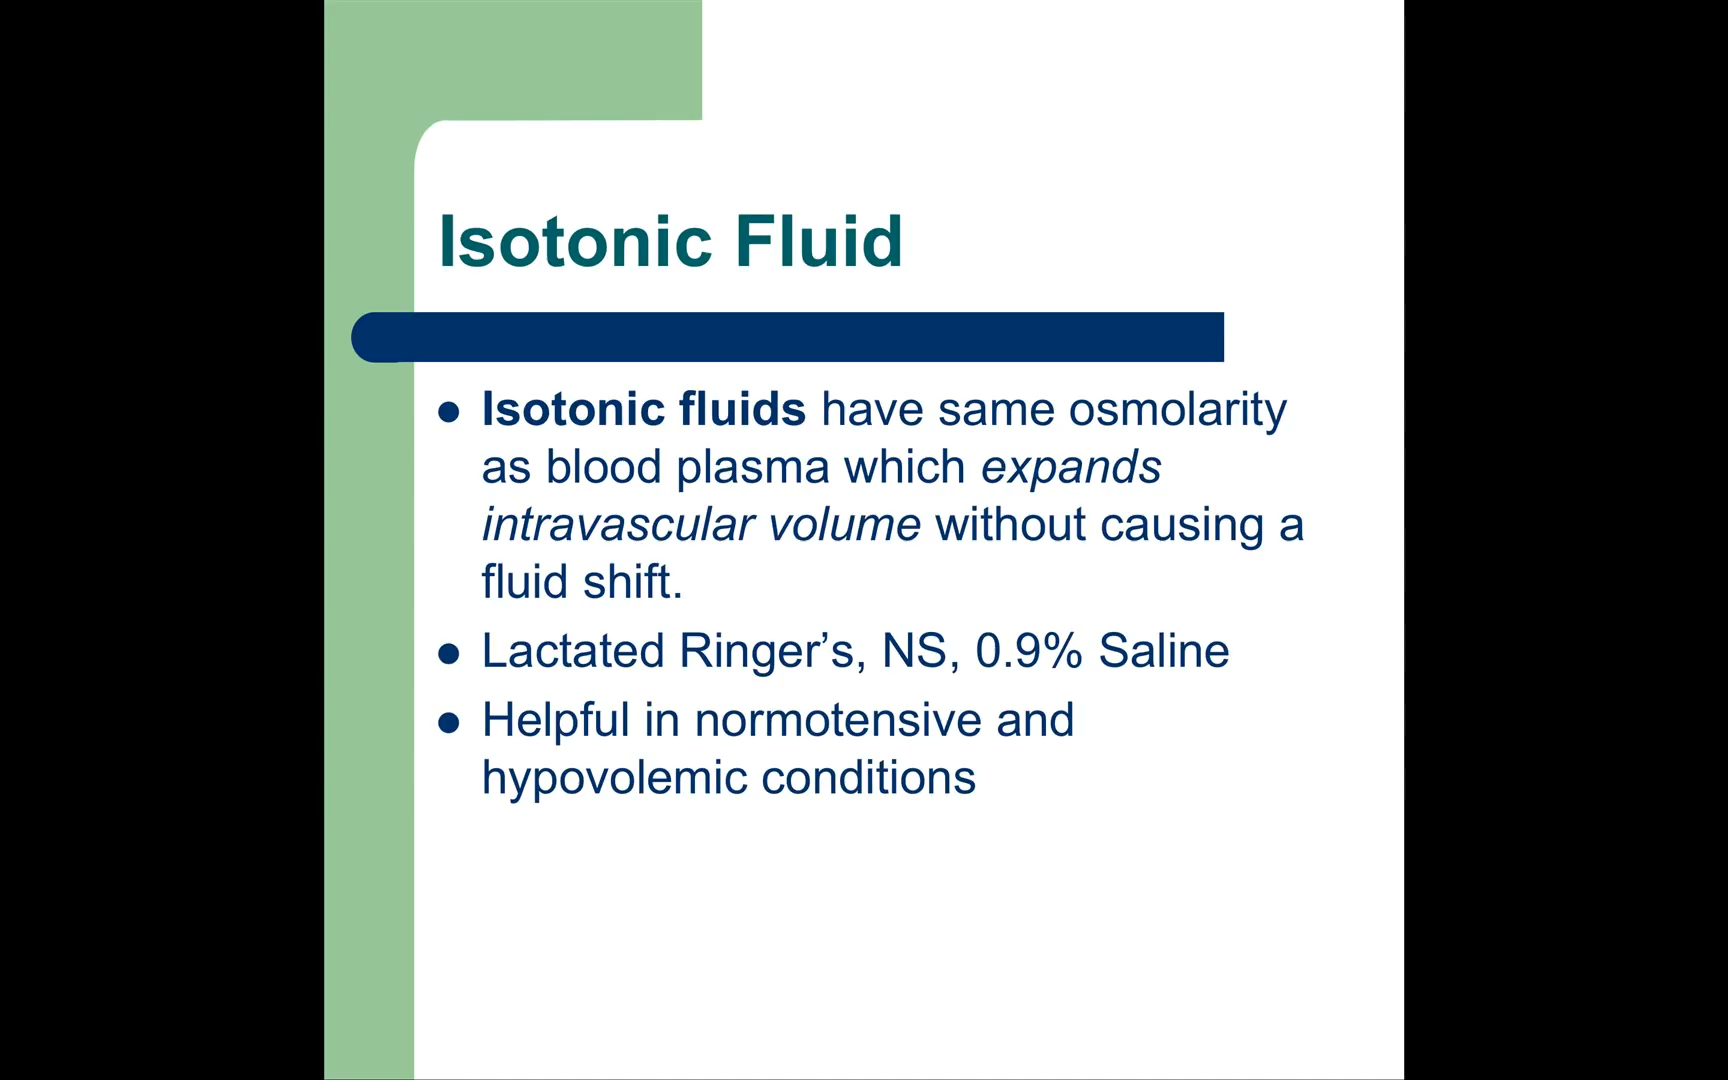 Isotonic Fluid
● Isotonic fluids have same osmolarity
as blood plasma which expands
intravascular volume without causing a
fluid shift.
● Lactated Ringer’s, NS, 0.9% Saline
● Helpful in normotensive and
hypovolemic conditions